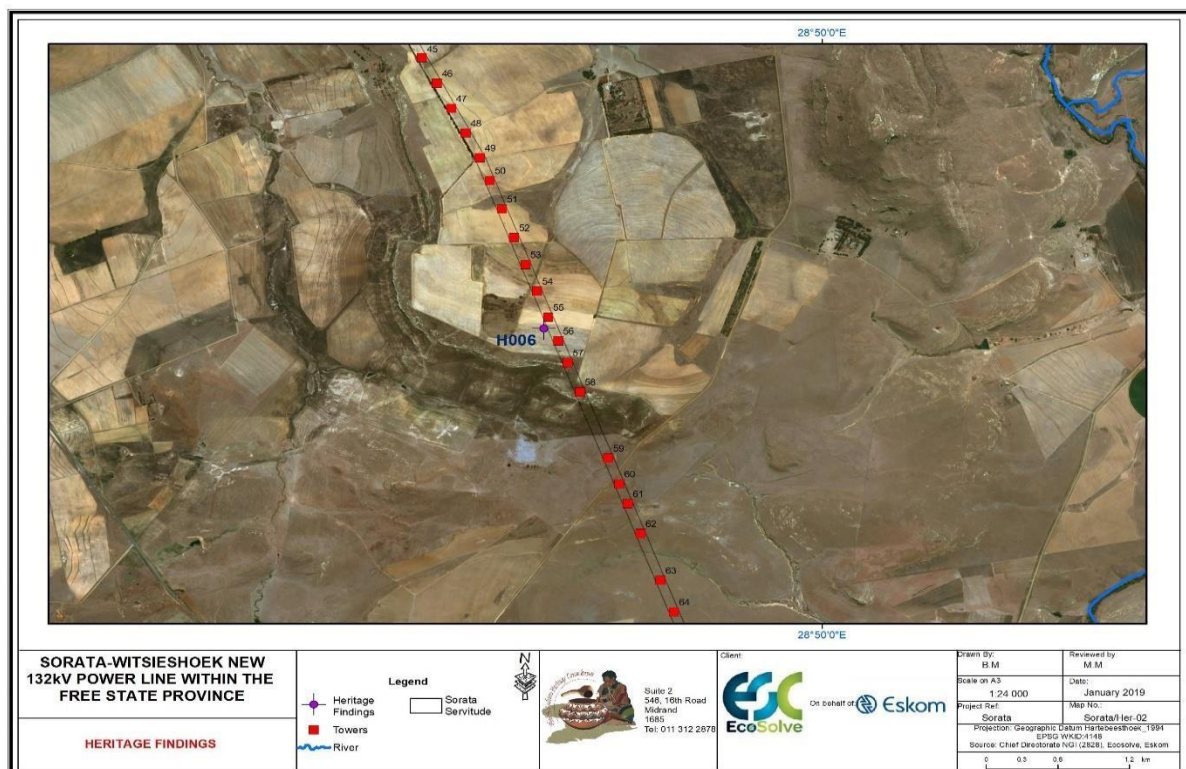 28°50'0"E
45
46
47
48
49
50
51
52
53
54
55
H006
56
57
58
59
60
61
62
63
64
28°50'0"E
SORATA-WITSIESHOEK NEW
132kV POWER LINE WITHIN THE
FREE STATE PROVINCE
HERITAGE FINDINGS
Legend
Heritage
Findings
Sorata
Servitude
Towers
River
N
Suite 2
546, 16th Road
Midrand
1685
Tel: 011 312 2878
Client:
EcoSolve
On behalf of
Eskom
Drawn By:
B.M
Reviewed by
M.M
Scale on A3
1:24 000
Date:
January 2019
Project Ref:
Sorata
Map No.:
Sorata/Her-02
Projection: Geographic Datum Hartebeesthoek_1994
EPSG WKID:4148
Source: Chief Directorate NGI (2828), Ecosolve, Eskom
0 0.3 0.6 1.2 km